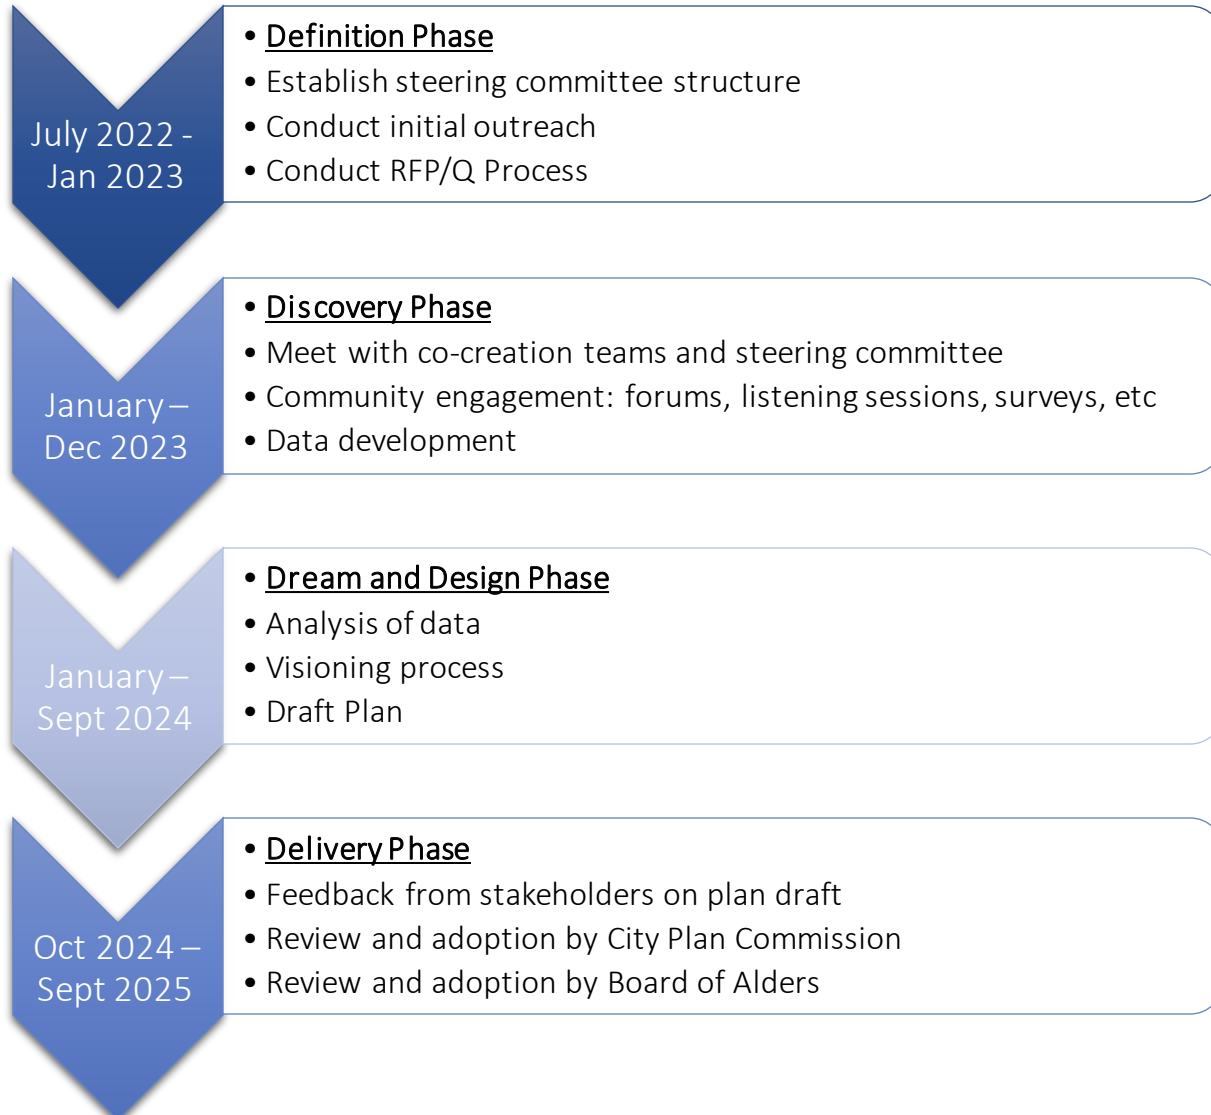 July 2022 -
Jan 2023
• Definition Phase
• Establish steering committee structure
• Conduct initial outreach
• Conduct RFP/Q Process
January –
Dec 2023
• Discovery Phase
• Meet with co-creation teams and steering committee
• Community engagement: forums, listening sessions, surveys, etc
• Data development
January –
Sept 2024
• Dream and Design Phase
• Analysis of data
• Visioning process
• Draft Plan
Oct 2024 –
Sept 2025
• Delivery Phase
• Feedback from stakeholders on plan draft
• Review and adoption by City Plan Commission
• Review and adoption by Board of Alders